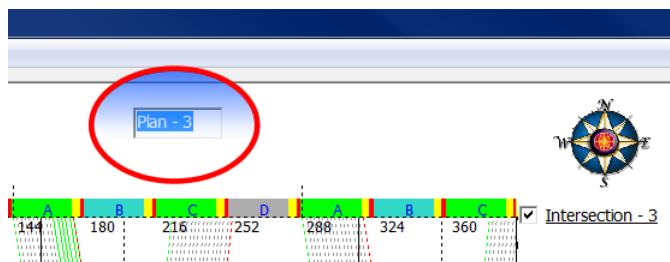 Plan - 3
N
W E
S
A B C D A B C
144 180 216 252 288 324 360
Intersection - 3